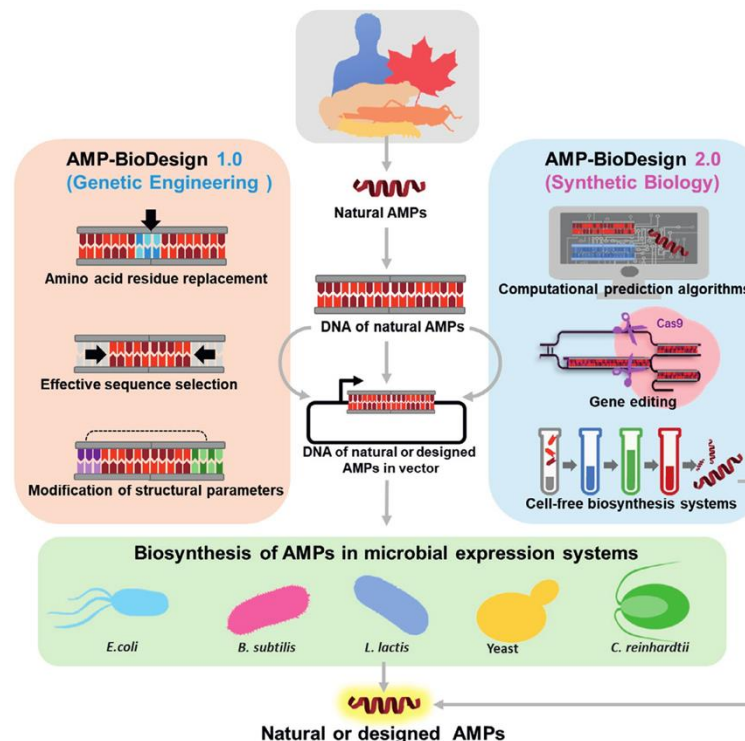 Natural AMPs
DNA of natural AMPs
DNA of natural or designed
AMPs in vector
AMP-BioDesign 1.0
(Genetic Engineering )
Amino acid residue replacement
Effective sequence selection
Modification of structural parameters
AMP-BioDesign 2.0
(Synthetic Biology)
Computational prediction algorithms
Cas9
Gene editing
Cell-free biosynthesis systems
Biosynthesis of AMPs in microbial expression systems
E.coli
B. subtilis
L. lactis
Yeast
C. reinhardtii
Natural or designed AMPs